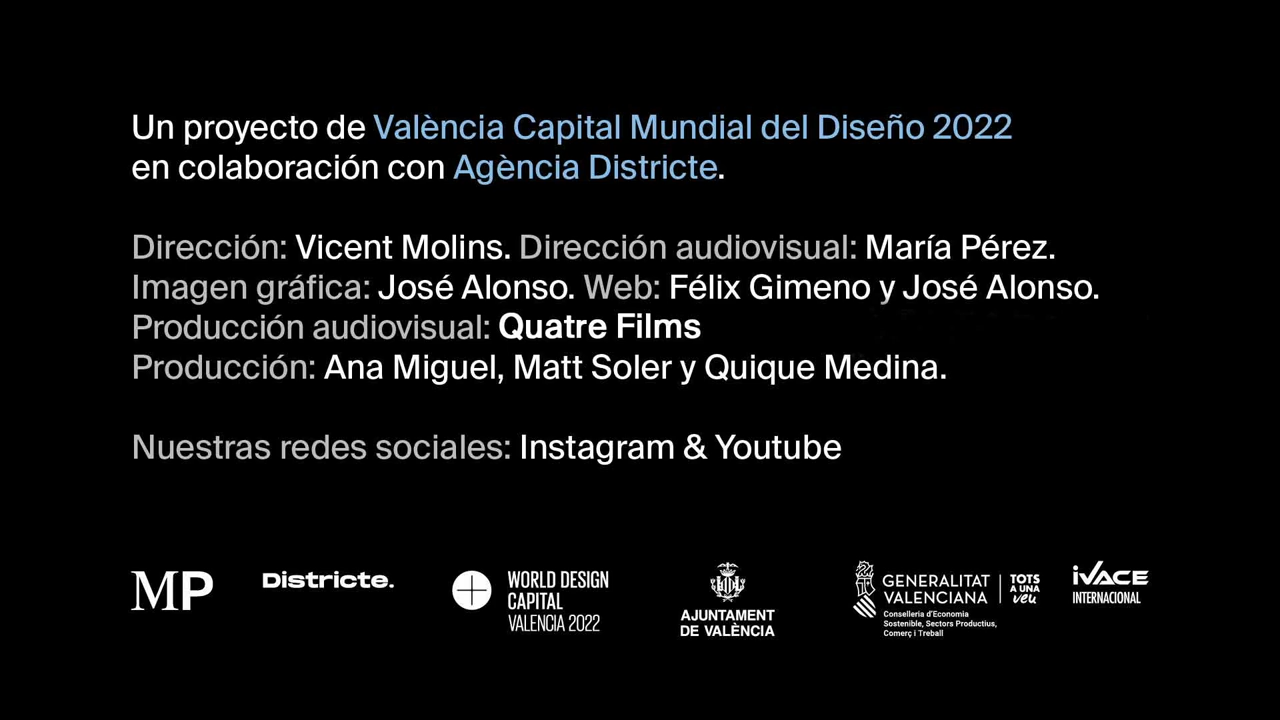 Un proyecto de València Capital Mundial del Diseño 2022
en colaboración con Agència Districte.
Dirección: Vicent Molins. Dirección audiovisual: María Pérez.
Imagen gráfica: José Alonso. Web: Félix Gimeno y José Alonso.
Producción audiovisual: Quatre Films
Producción: Ana Miguel, Matt Soler y Quique Medina.
Nuestras redes sociales: Instagram & Youtube
MP
Districte.
WORLD DESIGN
CAPITAL
VALENCIA 2022
AJUNTAMENT
DE VALÈNCIA
GENERALITAT
VALENCIANA
Conselleria d'Economia
Sostenible, Sectors Productius,
Comerç i Treball
TOTS
A UNA
veu
iVACE
INTERNACIONAL